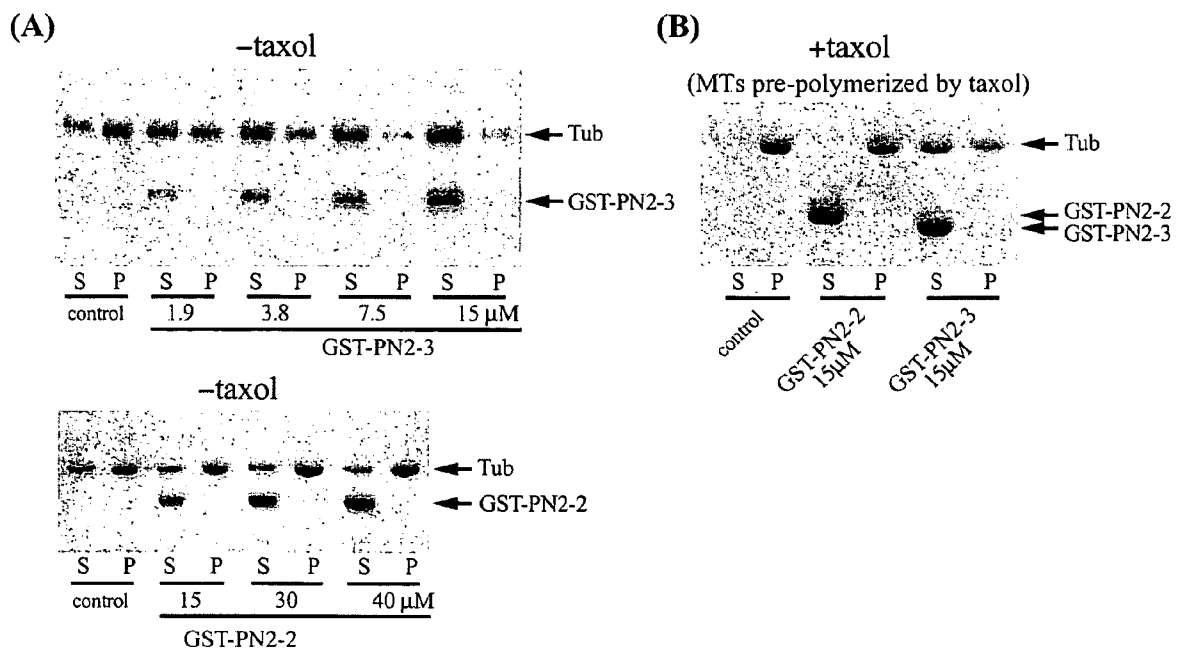 (A)
–taxol
Tub
GST-PN2-3
S P S P S P S P S P
control 1.9 3.8 7.5 15 µM
GST-PN2-3
–taxol
Tub
GST-PN2-2
S P S P S P S P
control 15 30 40 µM
GST-PN2-2
(B)
+taxol
(MTs pre-polymerized by taxol)
Tub
GST-PN2-2
GST-PN2-3
S P S P S P
control
GST-PN2-2
15µM
GST-PN2-3
15µM